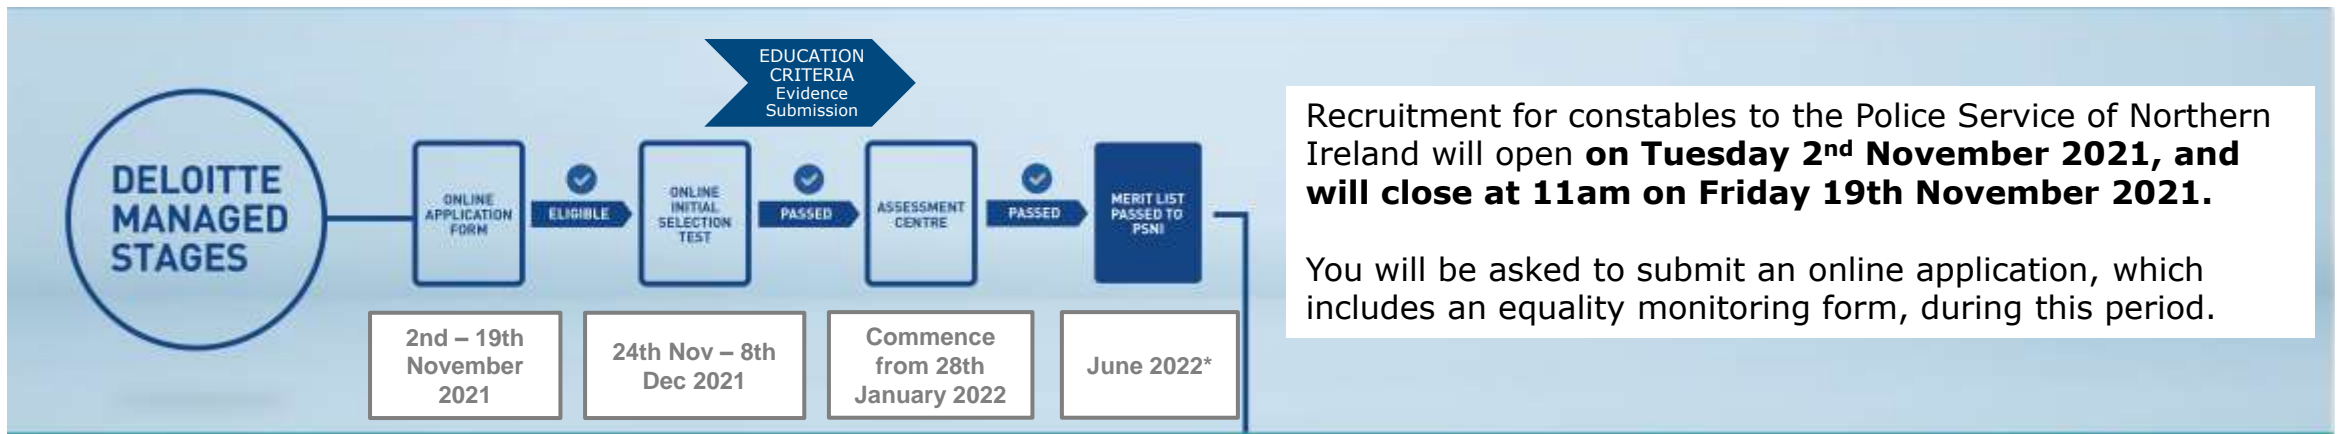 EDUCATION
CRITERIA
Evidence
Submission
DELOITTE
MANAGED
STAGES
ONLINE
APPLICATION
FORM
ELIGIBLE
ONLINE
INITIAL
SELECTION
TEST
PASSED
ASSESSMENT
CENTRE
PASSED
MERIT LIST
PASSED TO
PSNI
2nd – 19th
November
2021
24th Nov – 8th
Dec 2021
Commence
from 28th
January 2022
June 2022*
Recruitment for constables to the Police Service of Northern
Ireland will open on Tuesday 2nd November 2021, and
will close at 11am on Friday 19th November 2021.
You will be asked to submit an online application, which
includes an equality monitoring form, during this period.